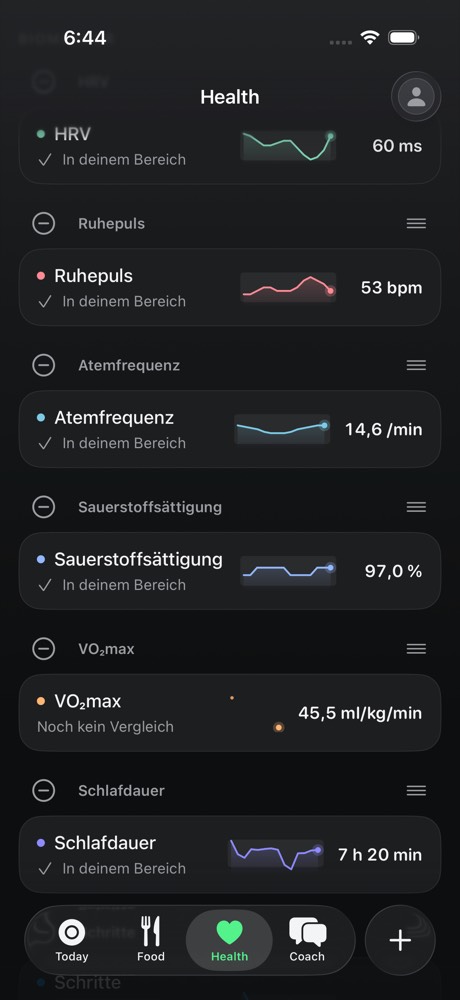 6:44
Health
HRV
In deinem Bereich
60 ms
Ruhepuls
Ruhepuls
In deinem Bereich
53 bpm
Atemfrequenz
Atemfrequenz
In deinem Bereich
14,6 /min
Sauerstoffsättigung
Sauerstoffsättigung
In deinem Bereich
97,0 %
VO₂max
VO₂max
Noch kein Vergleich
45,5 ml/kg/min
Schlafdauer
Schlafdauer
In deinem Bereich
7 h 20 min
Schritte
Today
Food
Health
Coach
Schritte